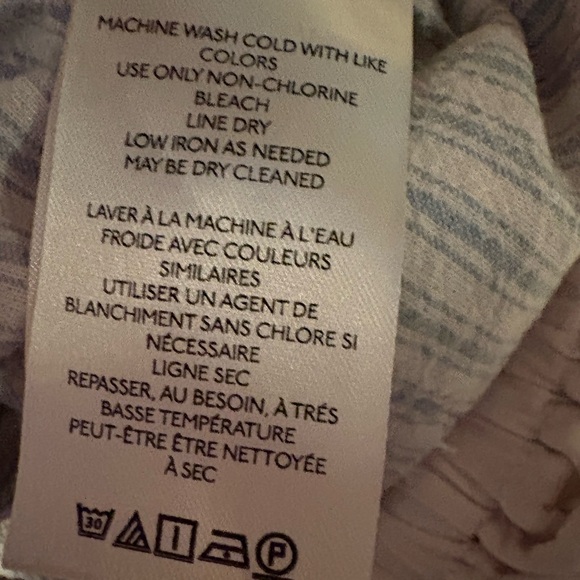 MACHINE WASH COLD WITH LIKE
COLORS
USE ONLY NON-CHLORINE
BLEACH
LINE DRY
LOW IRON AS NEEDED
MAY BE DRY CLEANED
LAVER À LA MACHINE À L'EAU
FROIDE AVEC COULEURS
SIMILAIRES
UTILISER UN AGENT DE
BLANCHIMENT SANS CHLORE SI
NÉCESSAIRE
LIGNE SEC
REPASSER, AU BESOIN, À TRÉS
BASSE TEMPÉRATURE
PEUT-ÊTRE ÊTRE NETTOYÉE
À SEC
30 P